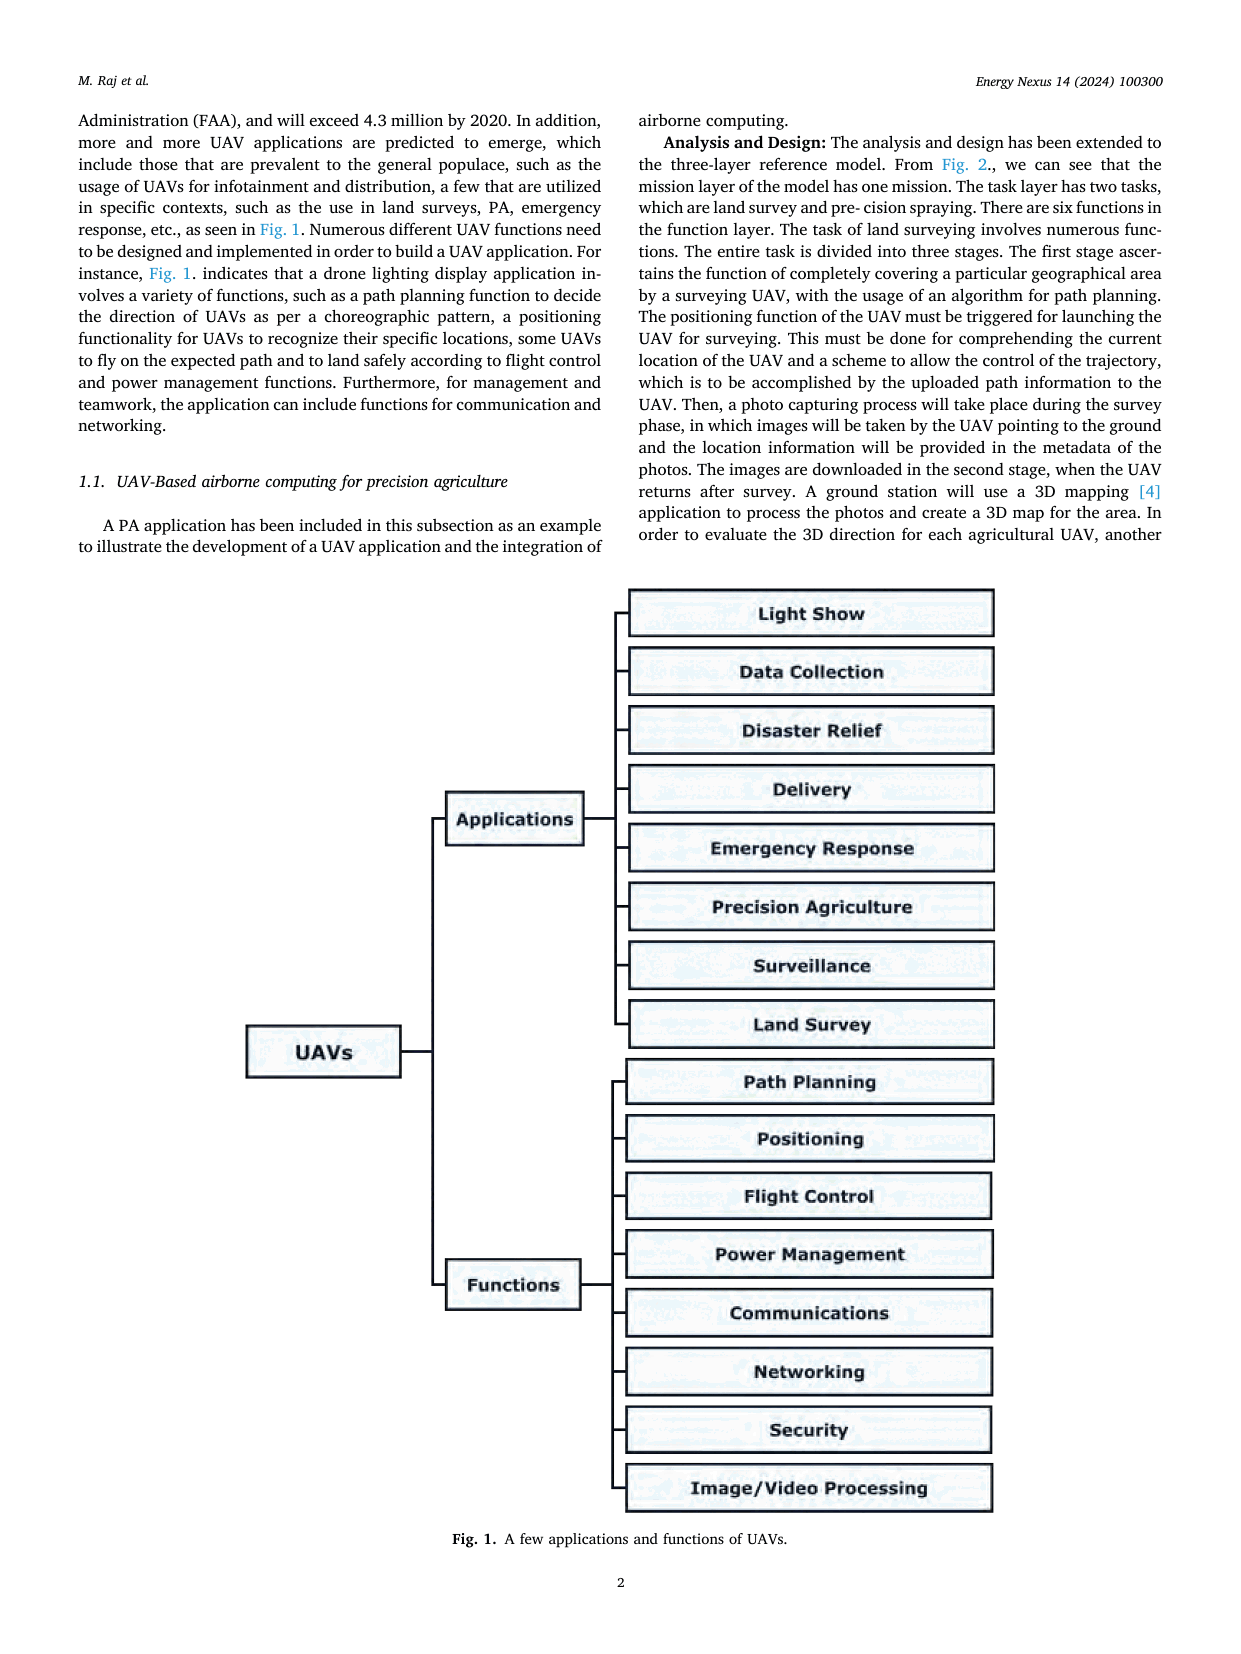 M. Raj et al.
Energy Nexus 14 (2024) 100300
Administration (FAA), and will exceed 4.3 million by 2020. In addition,
more and more UAV applications are predicted to emerge, which
include those that are prevalent to the general populace, such as the
usage of UAVs for infotainment and distribution, a few that are utilized
in specific contexts, such as the use in land surveys, PA, emergency
response, etc., as seen in Fig. 1. Numerous different UAV functions need
to be designed and implemented in order to build a UAV application. For
instance, Fig. 1. indicates that a drone lighting display application in-
volves a variety of functions, such as a path planning function to decide
the direction of UAVs as per a choreographic pattern, a positioning
functionality for UAVs to recognize their specific locations, some UAVs
to fly on the expected path and to land safely according to flight control
and power management functions. Furthermore, for management and
teamwork, the application can include functions for communication and
networking.
1.1. UAV-Based airborne computing for precision agriculture
A PA application has been included in this subsection as an example
to illustrate the development of a UAV application and the integration of
airborne computing.
Analysis and Design: The analysis and design has been extended to
the three-layer reference model. From Fig. 2., we can see that the
mission layer of the model has one mission. The task layer has two tasks,
which are land survey and pre- cision spraying. There are six functions in
the function layer. The task of land surveying involves numerous func-
tions. The entire task is divided into three stages. The first stage ascer-
tains the function of completely covering a particular geographical area
by a surveying UAV, with the usage of an algorithm for path planning.
The positioning function of the UAV must be triggered for launching the
UAV for surveying. This must be done for comprehending the current
location of the UAV and a scheme to allow the control of the trajectory,
which is to be accomplished by the uploaded path information to the
UAV. Then, a photo capturing process will take place during the survey
phase, in which images will be taken by the UAV pointing to the ground
and the location information will be provided in the metadata of the
photos. The images are downloaded in the second stage, when the UAV
returns after survey. A ground station will use a 3D mapping [4]
application to process the photos and create a 3D map for the area. In
order to evaluate the 3D direction for each agricultural UAV, another
UAVs
Applications
Light Show
Data Collection
Disaster Relief
Delivery
Emergency Response
Precision Agriculture
Surveillance
Land Survey
Functions
Path Planning
Positioning
Flight Control
Power Management
Communications
Networking
Security
Image/Video Processing
Fig. 1. A few applications and functions of UAVs.
2